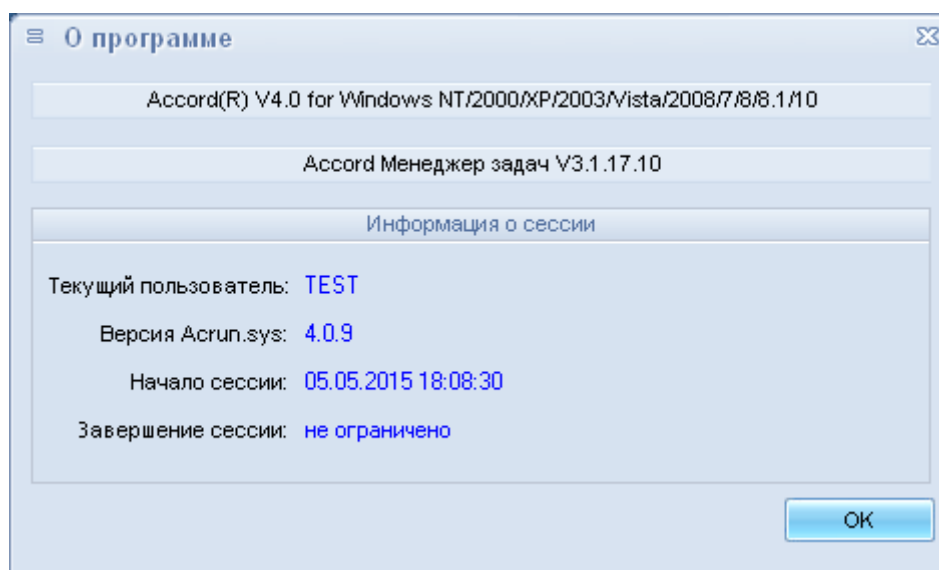 О программе
Accord(R) V4.0 for Windows NT/2000/XP/2003/Vista/2008/7/8/8.1/10
Accord Менеджер задач V3.1.17.10
Информация о сессии
Текущий пользователь: TEST
Версия Acrun.sys: 4.0.9
Начало сессии: 05.05.2015 18:08:30
Завершение сессии: не ограничено
OK